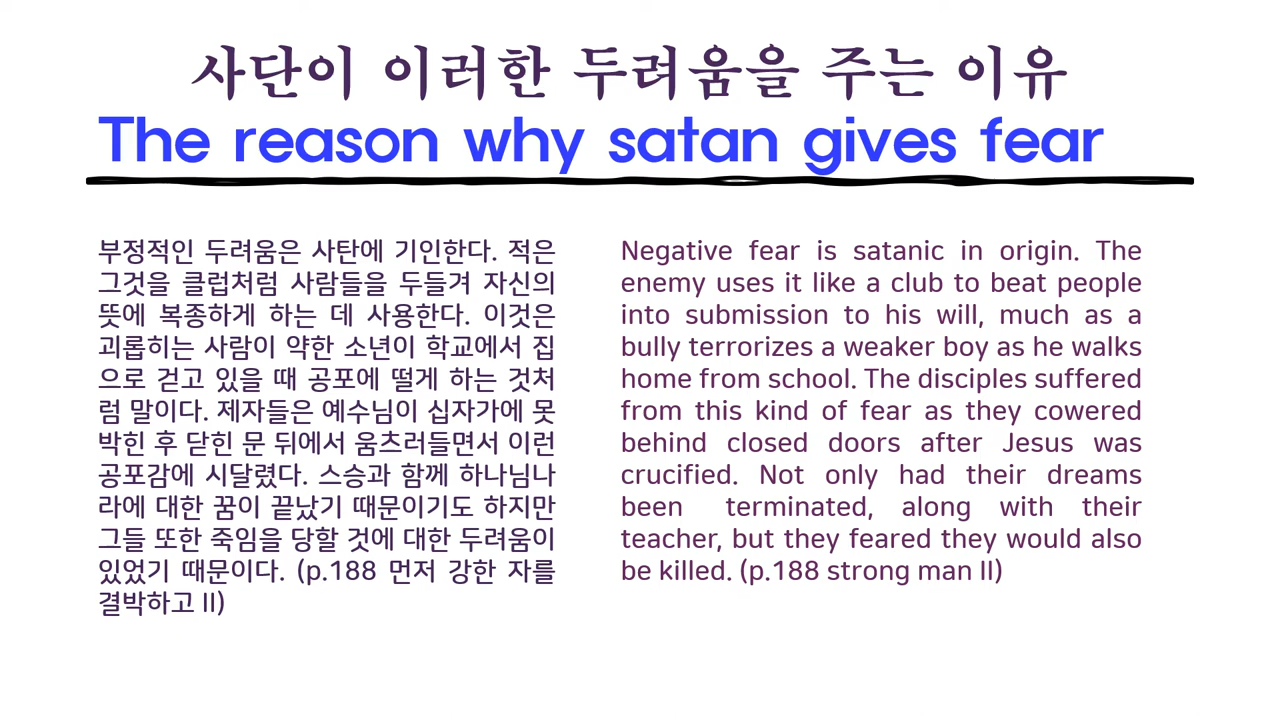 사단이 이러한 두려움을 주는 이유
The reason why satan gives fear
부정적인 두려움은 사탄에 기인한다. 적은
그것을 클럽처럼 사람들을 두들겨 자신의
뜻에 복종하게 하는 데 사용한다. 이것은
괴롭히는 사람이 약한 소년이 학교에서 집
으로 걷고 있을 때 공포에 떨게 하는 것처
럼 말이다. 제자들은 예수님이 십자가에 못
박힌 후 닫힌 문 뒤에서 움츠러들면서 이런
공포감에 시달렸다. 스승과 함께 하나님나
라에 대한 꿈이 끝났기 때문이기도 하지만
그들 또한 죽임을 당할 것에 대한 두려움이
있었기 때문이다. (p.188 먼저 강한 자를
결박하고 II)
Negative fear is satanic in origin. The
enemy uses it like a club to beat people
into submission to his will, much as a
bully terrorizes a weaker boy as he walks
home from school. The disciples suffered
from this kind of fear as they cowered
behind closed doors after Jesus was
crucified. Not only had their dreams
been terminated, along with their
teacher, but they feared they would also
be killed. (p.188 strong man II)